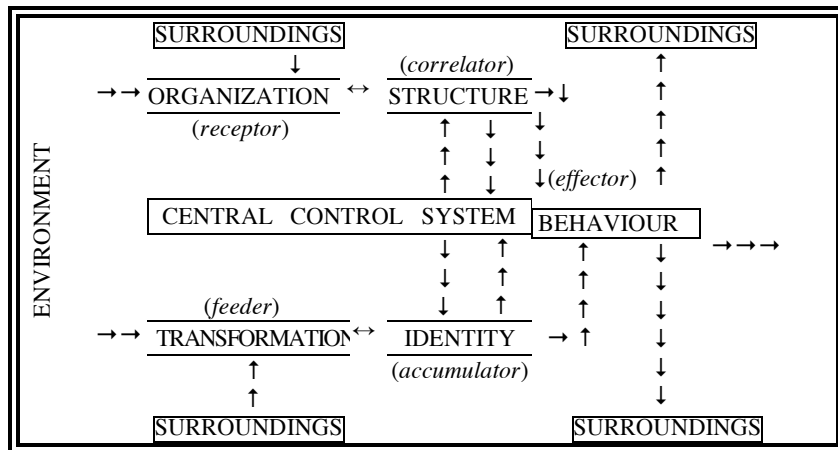 SURROUNDINGS SURROUNDINGS
(correlator)
→→ ORGANIZATION ↔ STRUCTURE →↓
(receptor)
(effector)
CENTRAL CONTROL SYSTEM BEHAVIOUR →→→
ENVIRONMENT
(feeder)
→→ TRANSFORMATION ↔ IDENTITY →↑
(accumulator)
SURROUNDINGS SURROUNDINGS